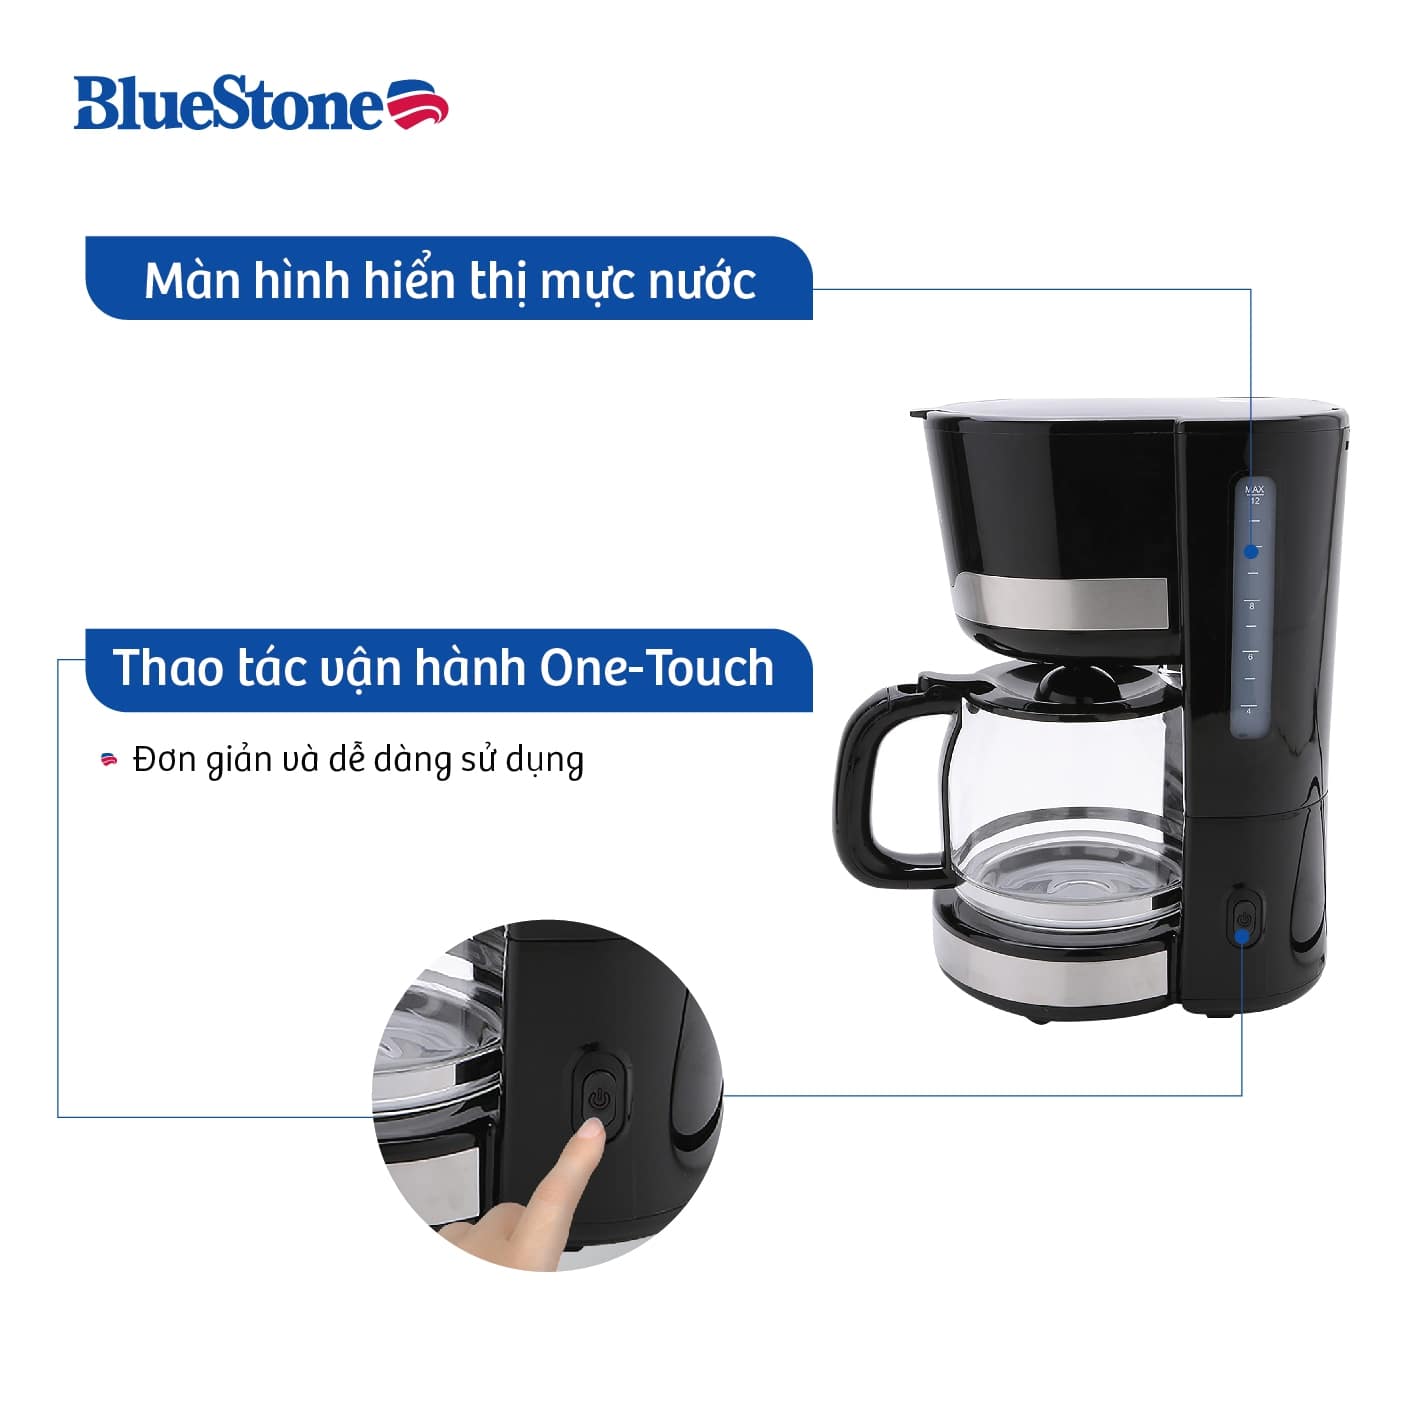 BlueStone
Màn hình hiển thị mực nước
MAX
12
8
6
4
Thao tác vận hành One-Touch
Đơn giản và dễ dàng sử dụng